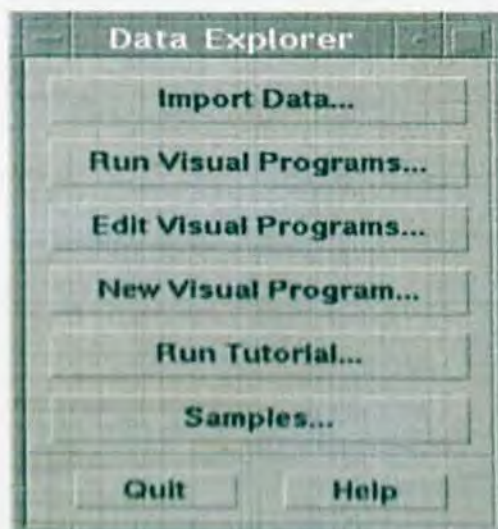 Data Explorer
Import Data...
Run Visual Programs...
Edit Visual Programs...
New Visual Program...
Run Tutorial...
Samples...
Quit Help